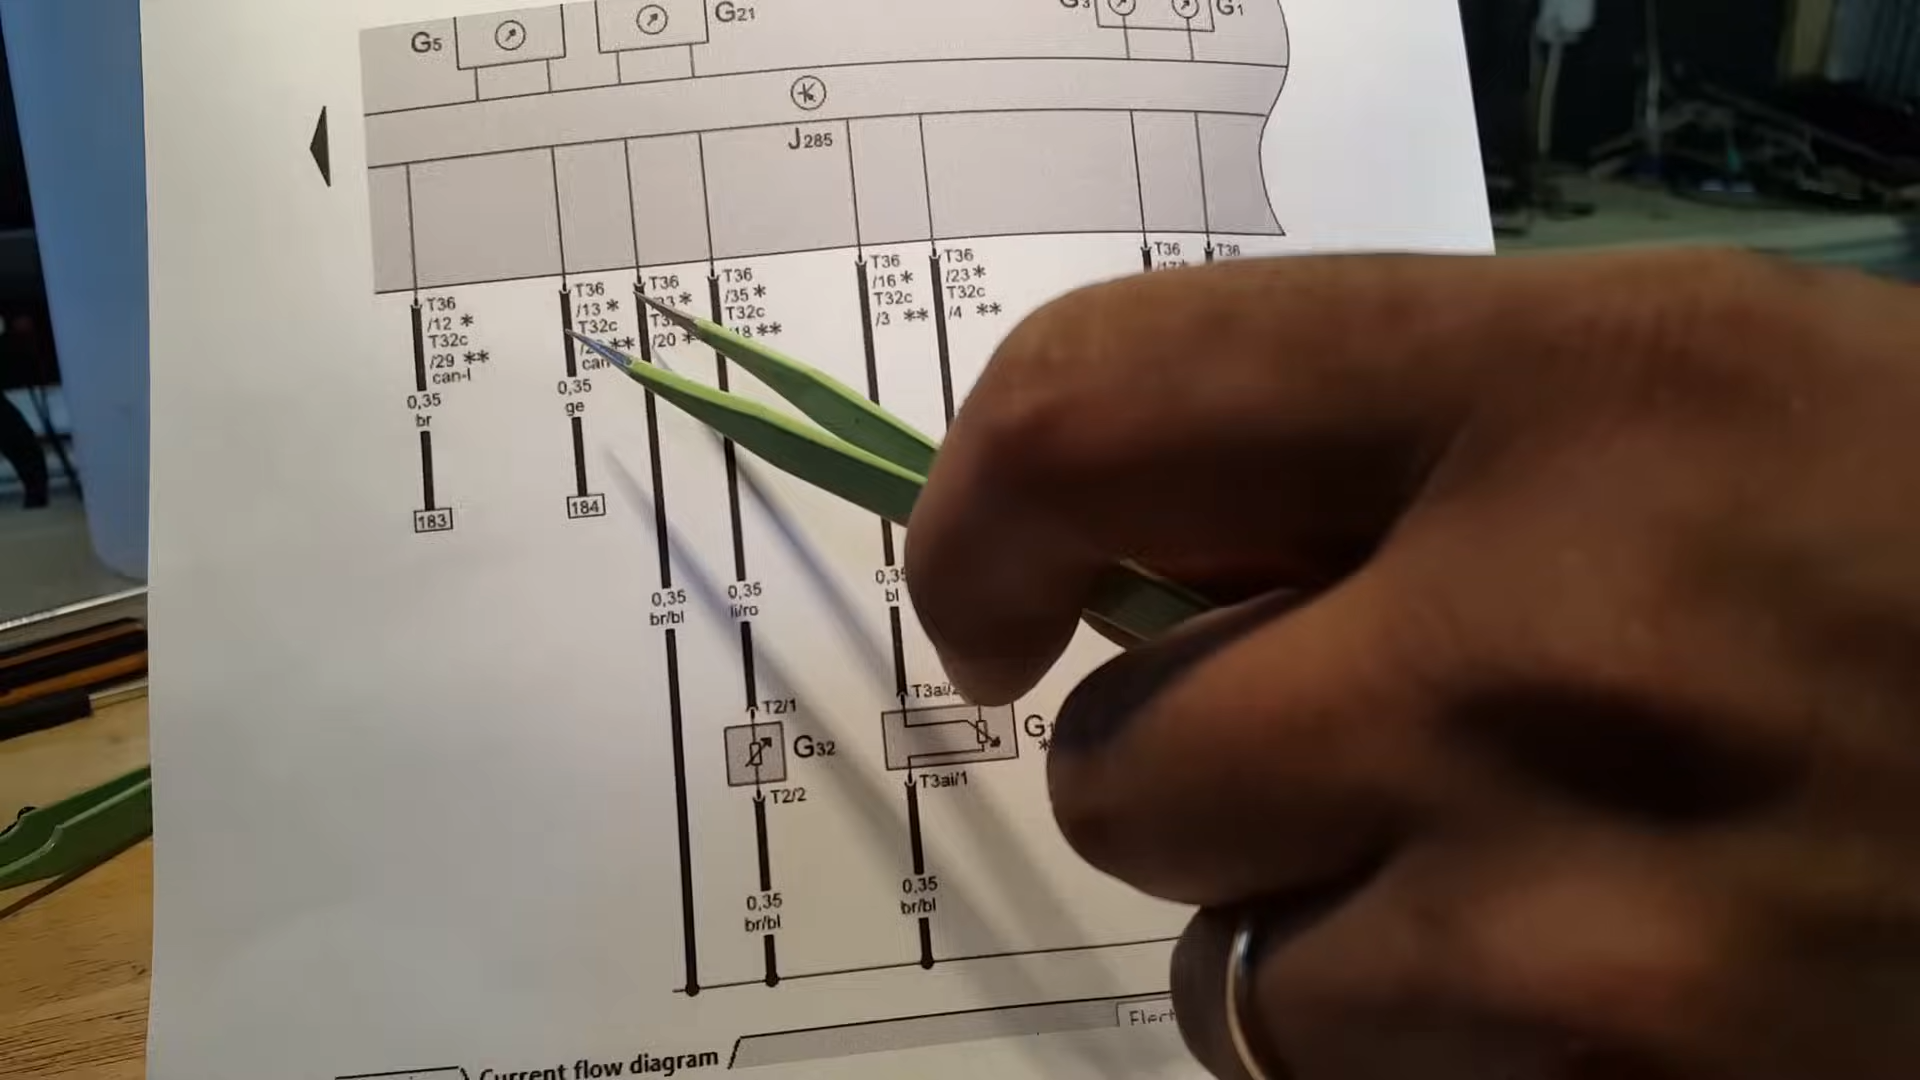 G5
G21
G3
G1
J285
T36
/12 *
T32c
/29 **
can-l
0,35
br
183
T36
/13 *
T32c
**
0,35
ge
184
T36
/20
0,35
br/bl
T36
/35 *
T32c
/18 **
0,35
li/ro
T2/1
G32
T2/2
0,35
br/bl
T36
/16 *
T32c
/3 **
bl
T3ai/1
0,35
br/bl
T36
/23 *
T32c
/4 **
T36
T36
Current flow diagram